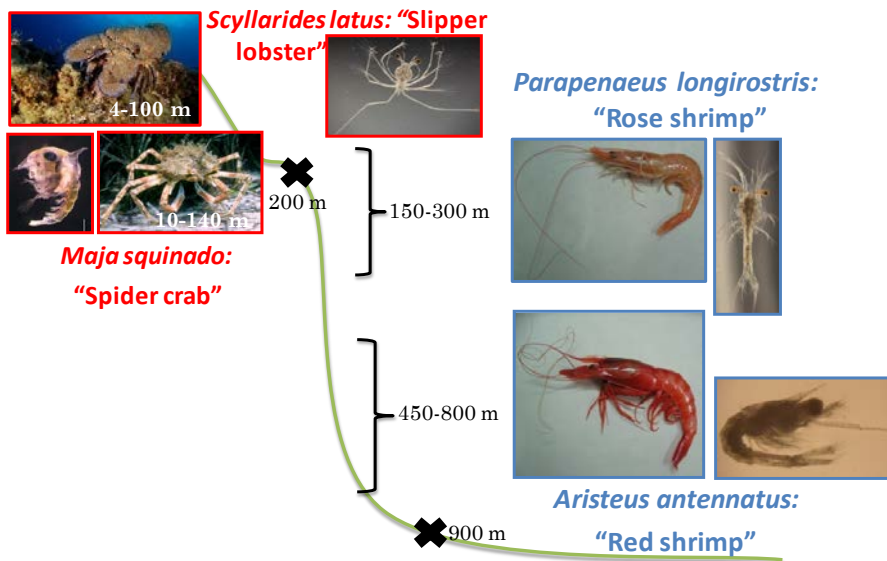 Scyllarides latus: “Slipper
lobster”
4-100 m
10-140 m
Maja squinado:
“Spider crab”
200 m
150-300 m
450-800 m
900 m
Parapenaeus longirostris:
“Rose shrimp”
Aristeus antennatus:
“Red shrimp”